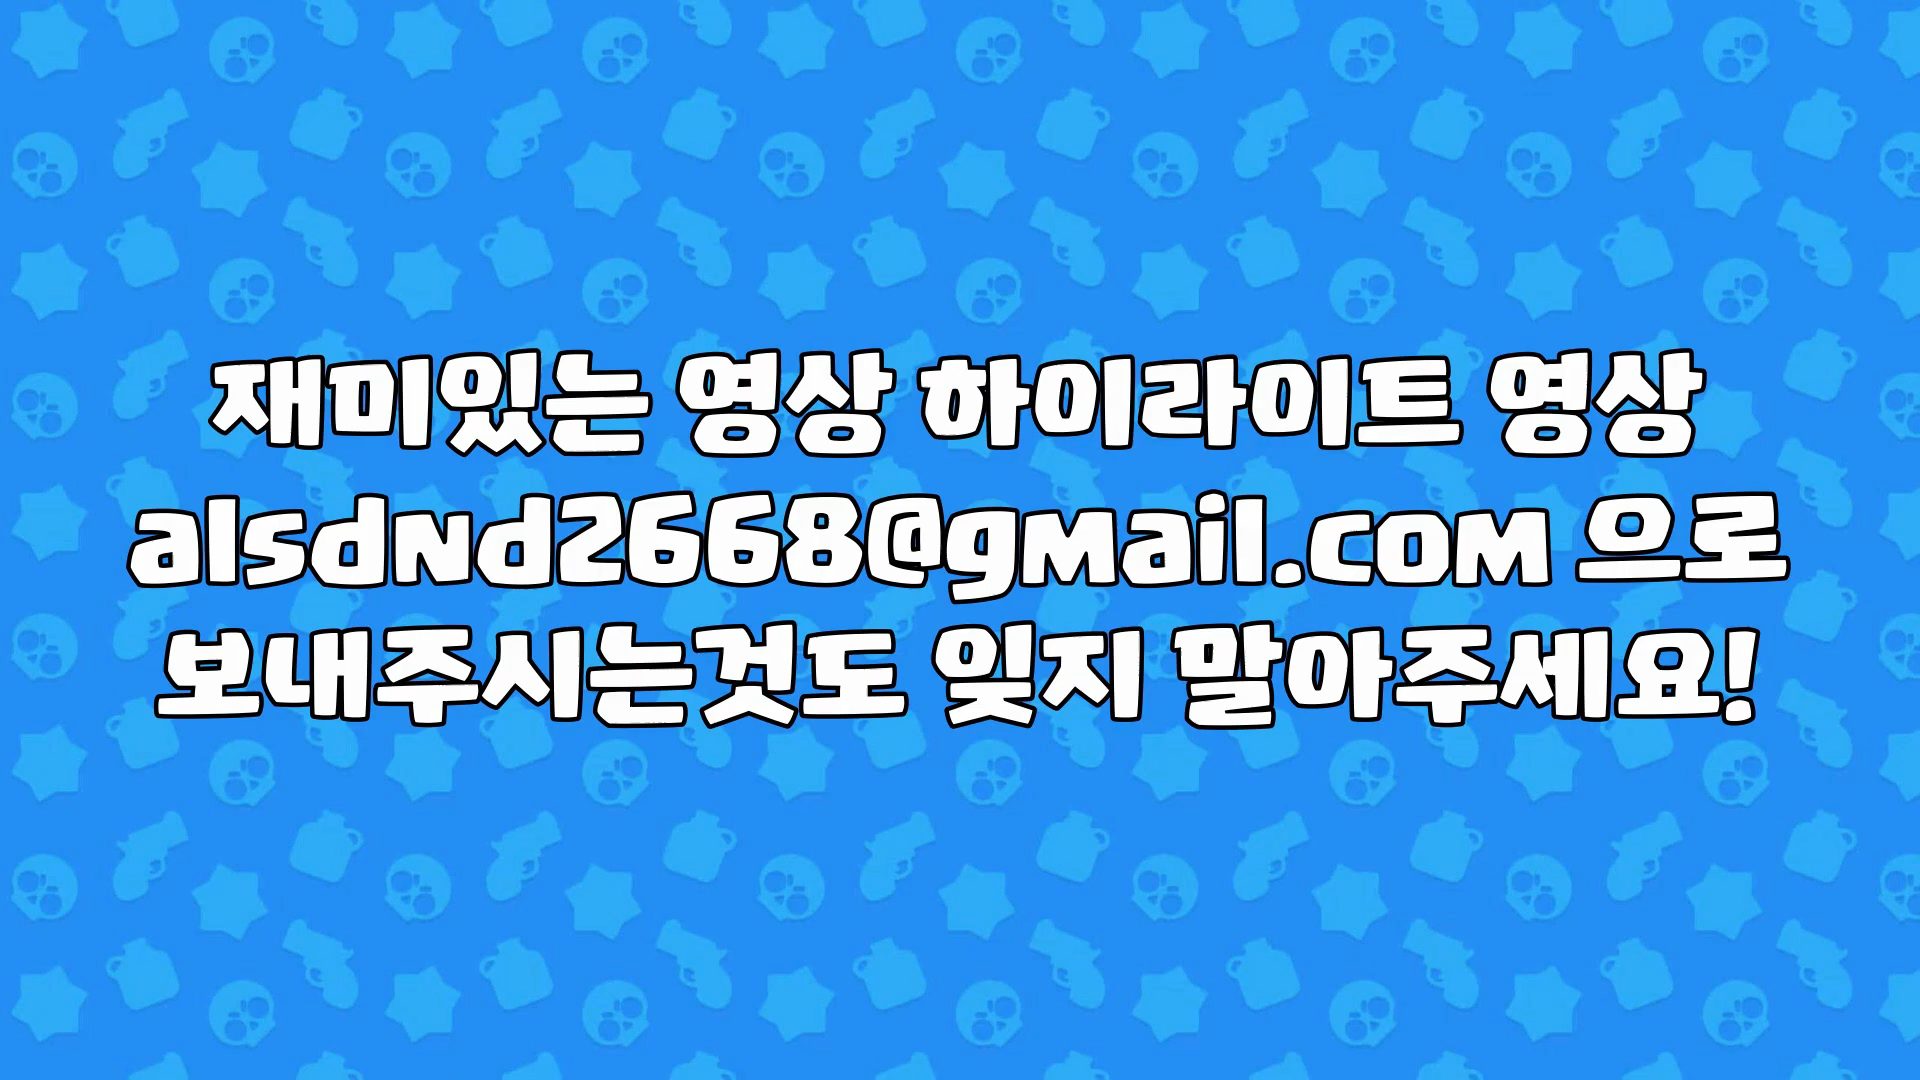 재미있는 영상 하이라이트 영상
alsdnd2668@gmail.com 으로
보내주시는것도 잊지 말아주세요!